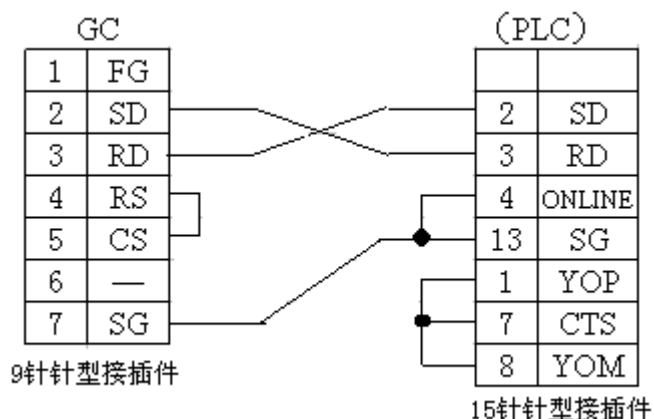 GC
1 FG
2 SD
3 RD
4 RS
5 CS
6 —
7 SG
9针针型接插件
(PLC)
2 SD
3 RD
4 ONLINE
13 SG
1 YOP
7 CTS
8 YOM
15针针型接插件